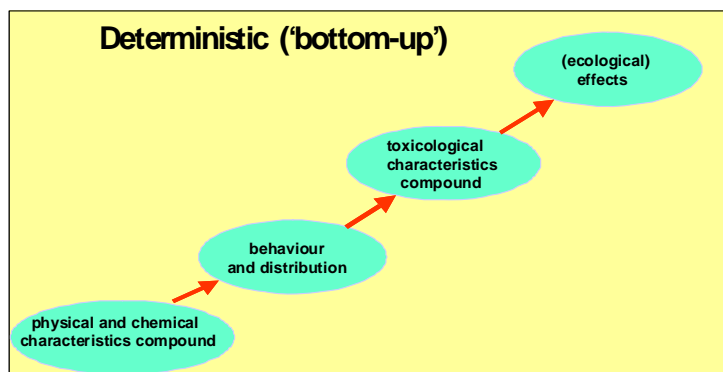 Deterministic (‘bottom-up’)
(ecological)
effects
toxicological
characteristics
compound
behaviour
and distribution
physical and chemical
characteristics compound